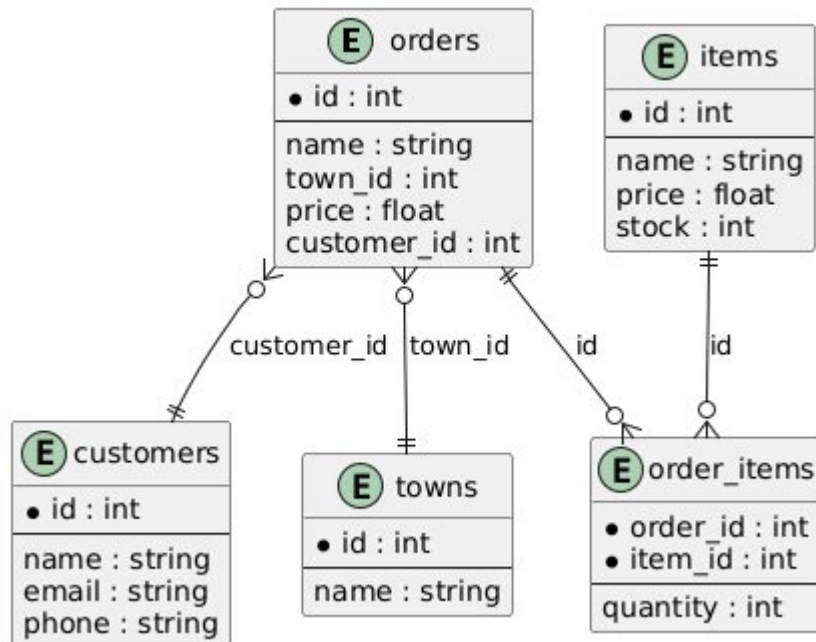 E orders
id : int
name : string
town_id : int
price : float
customer_id : int
E items
id : int
name : string
price : float
stock : int
customer_id
town_id
id
id
E customers
id : int
name : string
email : string
phone : string
E towns
id : int
name : string
E order_items
order_id : int
item_id : int
quantity : int